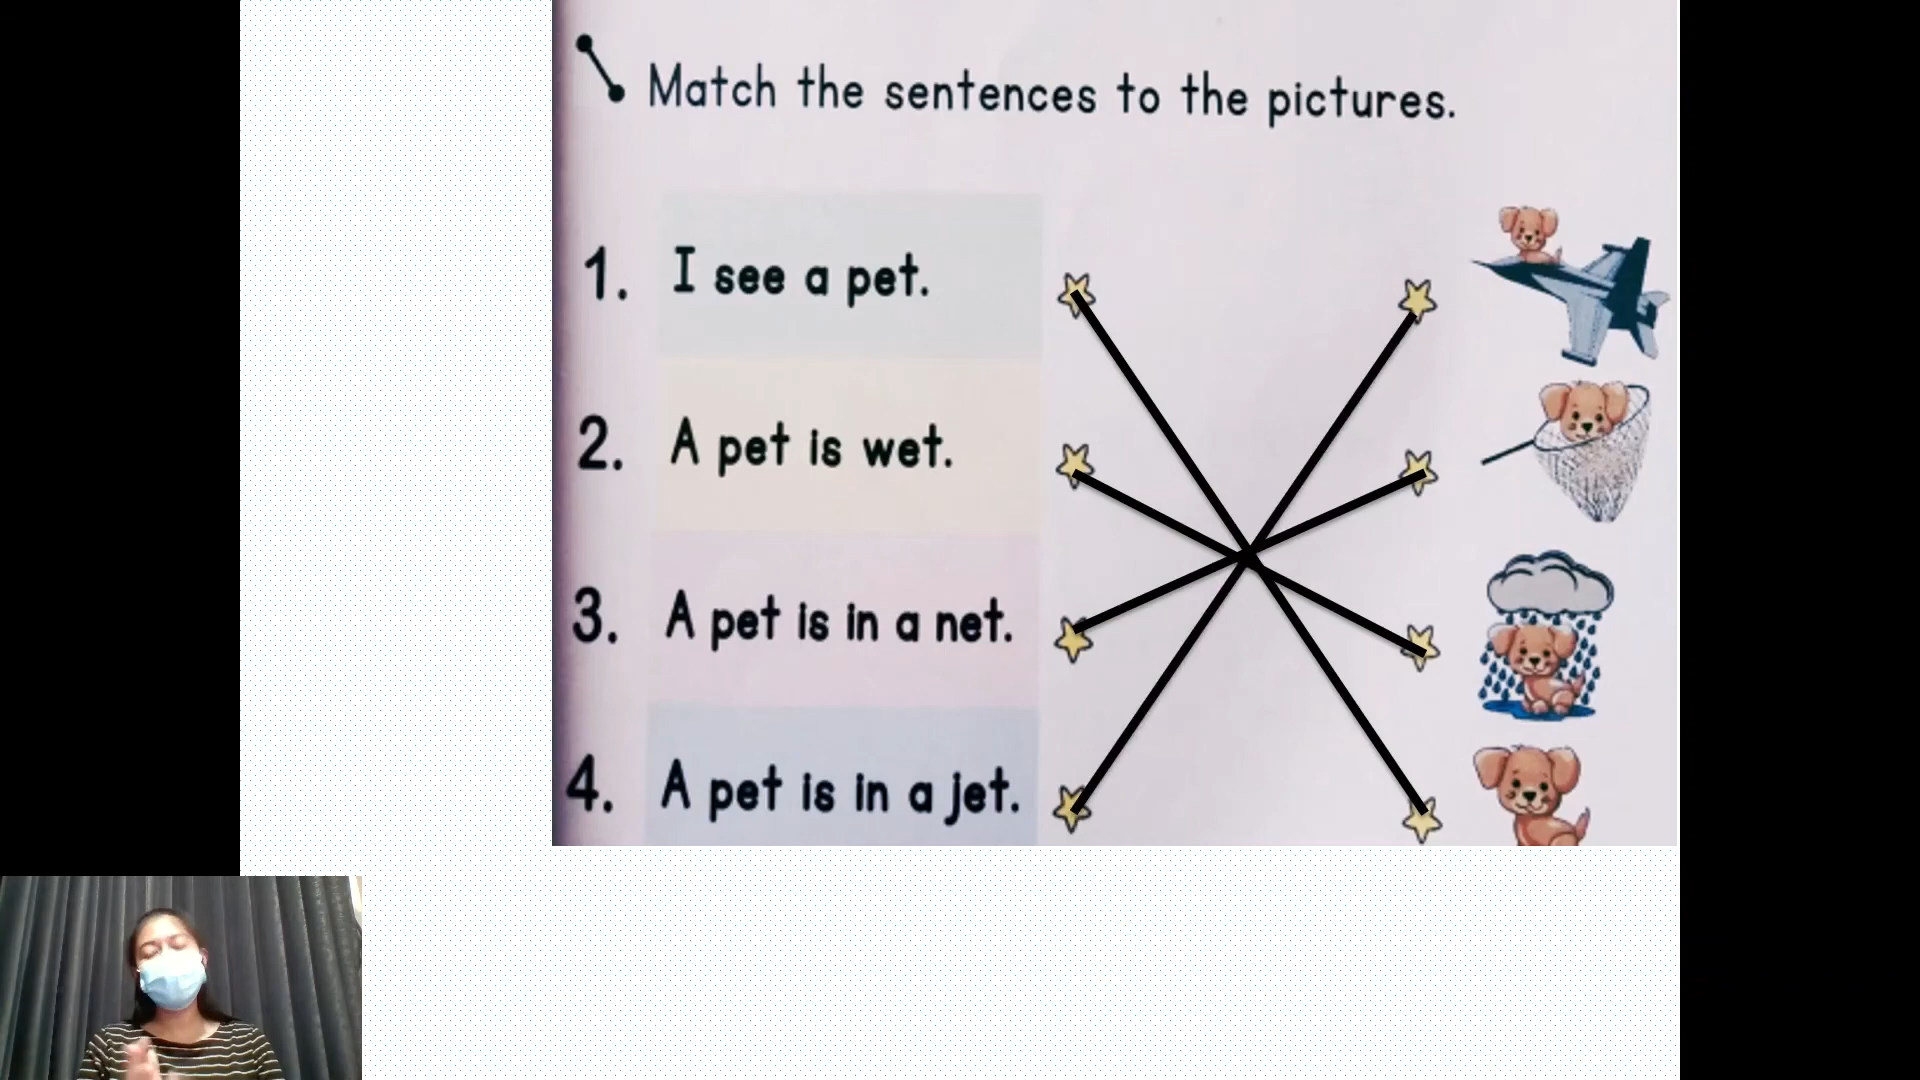 Match the sentences to the pictures.
1. I see a pet.
2. A pet is wet.
3. A pet is in a net.
4. A pet is in a jet.